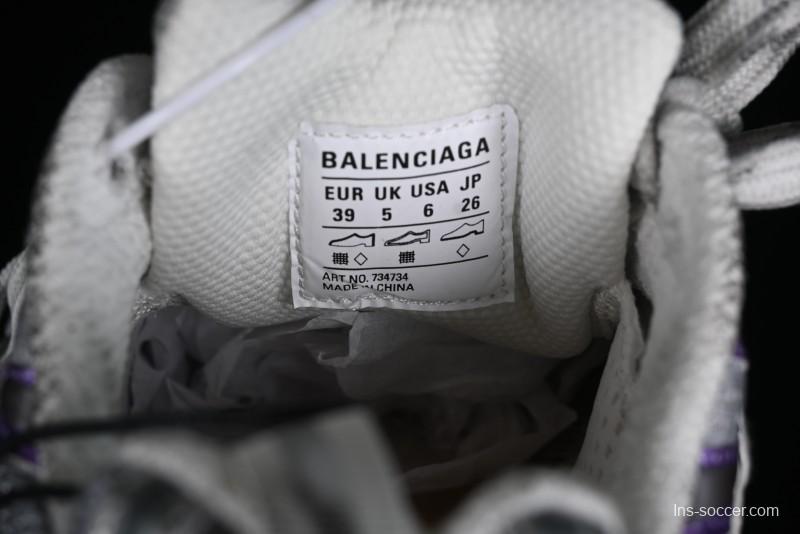 BALENCIAGA
EUR UK USA JP
39 5 6 26
ART NO. 734734
MADE IN CHINA
Ins-soccer.com